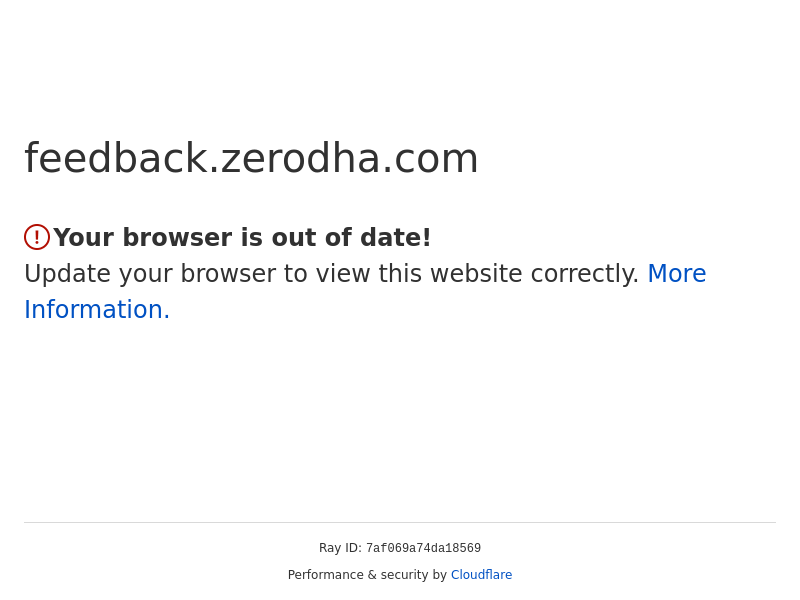 feedback.zerodha.com
Your browser is out of date!
Update your browser to view this website correctly. More
Information.
Ray ID: 7af069a74da18569
Performance & security by Cloudflare